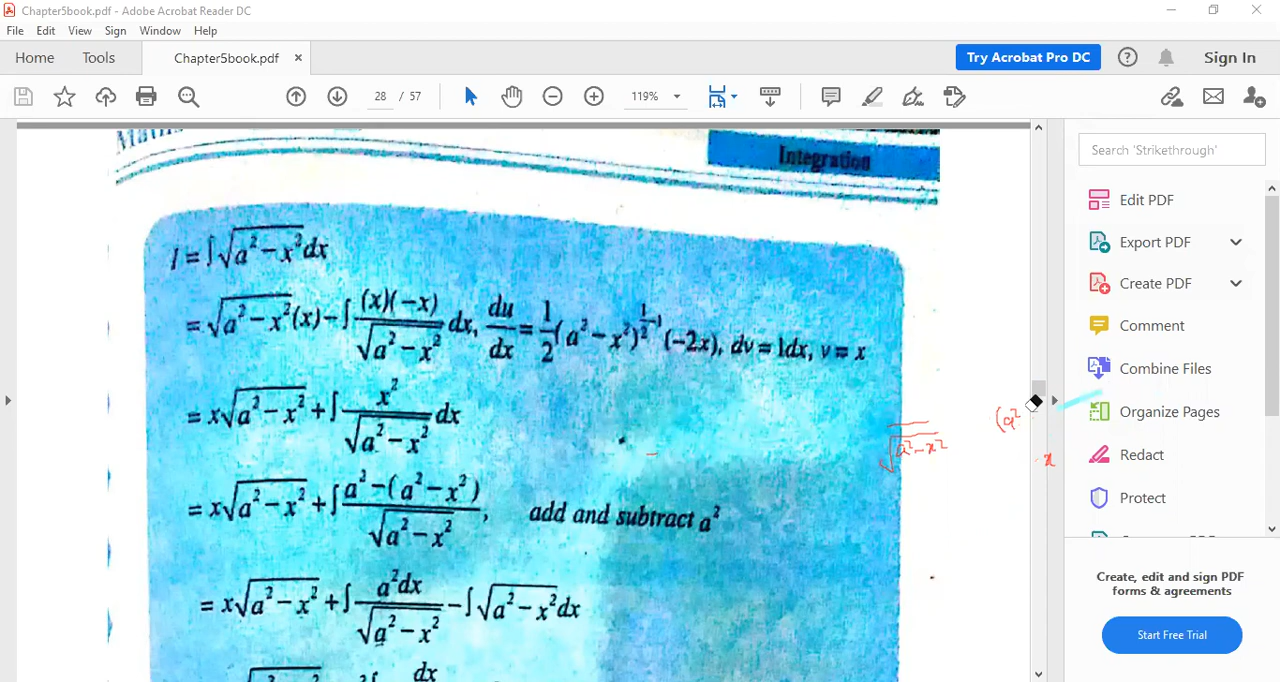 Chapter5book.pdf - Adobe Acrobat Reader DC
File Edit View Sign Window Help
Home Tools Chapter5book.pdf × Try Acrobat Pro DC Sign In
28 / 57 119%
Search 'Strikethrough'
Edit PDF
Export PDF
Create PDF
Comment
Combine Files
Organize Pages
Redact
Protect
Create, edit and sign PDF
forms & agreements
Start Free Trial
Maths
Integration
I = ∫√(a² − x²) dx
= √(a² − x²) (x) − ∫ (x)(−x) / √(a² − x²) dx, du/dx = 1/2 (a² − x²)^(1/2 − 1) (−2x), dv = 1dx, v = x
= x√(a² − x²) + ∫ x² / √(a² − x²) dx
= x√(a² − x²) + ∫ a² − (a² − x²) / √(a² − x²), add and subtract a²
= x√(a² − x²) + ∫ a²dx / √(a² − x²) − ∫√(a² − x²) dx
dx
√(a² − x²)
(a²
x